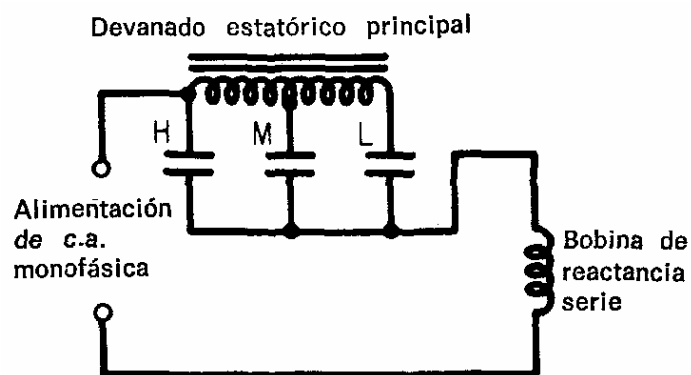 Devanado estatórico principal
H M L
Alimentación
de c.a.
monofásica
Bobina de
reactancia
serie